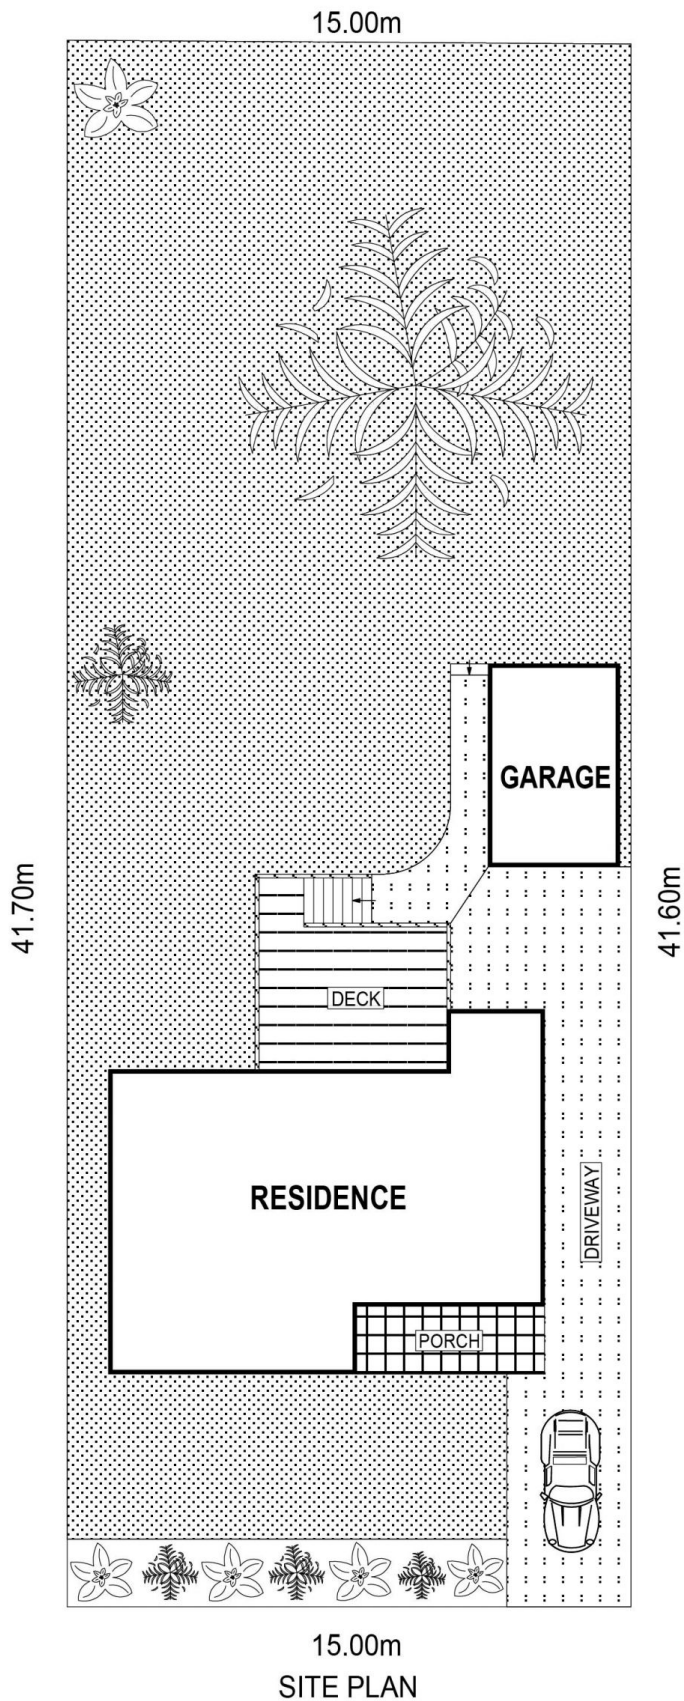 15.00m
GARAGE
41.70m
41.60m
DECK
RESIDENCE
DRIVEWAY
PORCH
15.00m
SITE PLAN